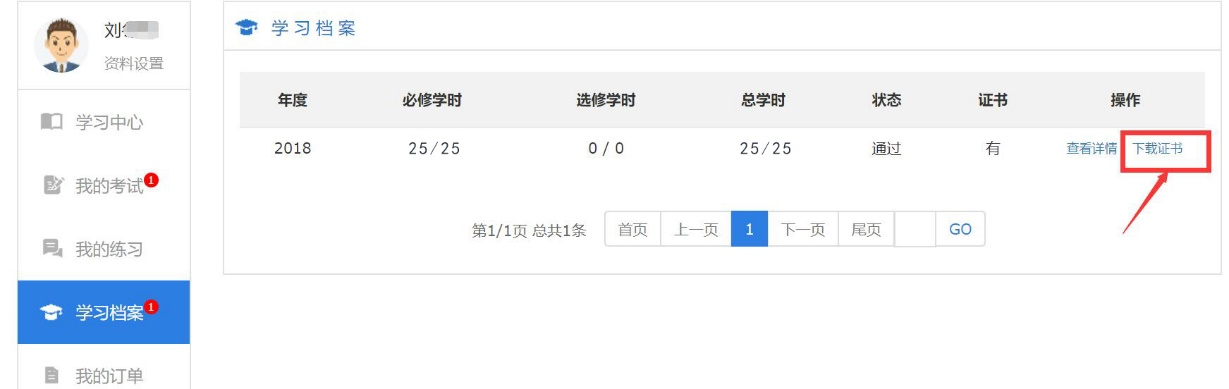 刘
资料设置
学习中心
我的考试 1
我的练习
学习档案 1
我的订单
学习档案
年度 必修学时 选修学时 总学时 状态 证书 操作
2018 25/25 0 / 0 25/25 通过 有 查看详情 下载证书
第1/1页 总共1条 首页 上一页 1 下一页 尾页 GO